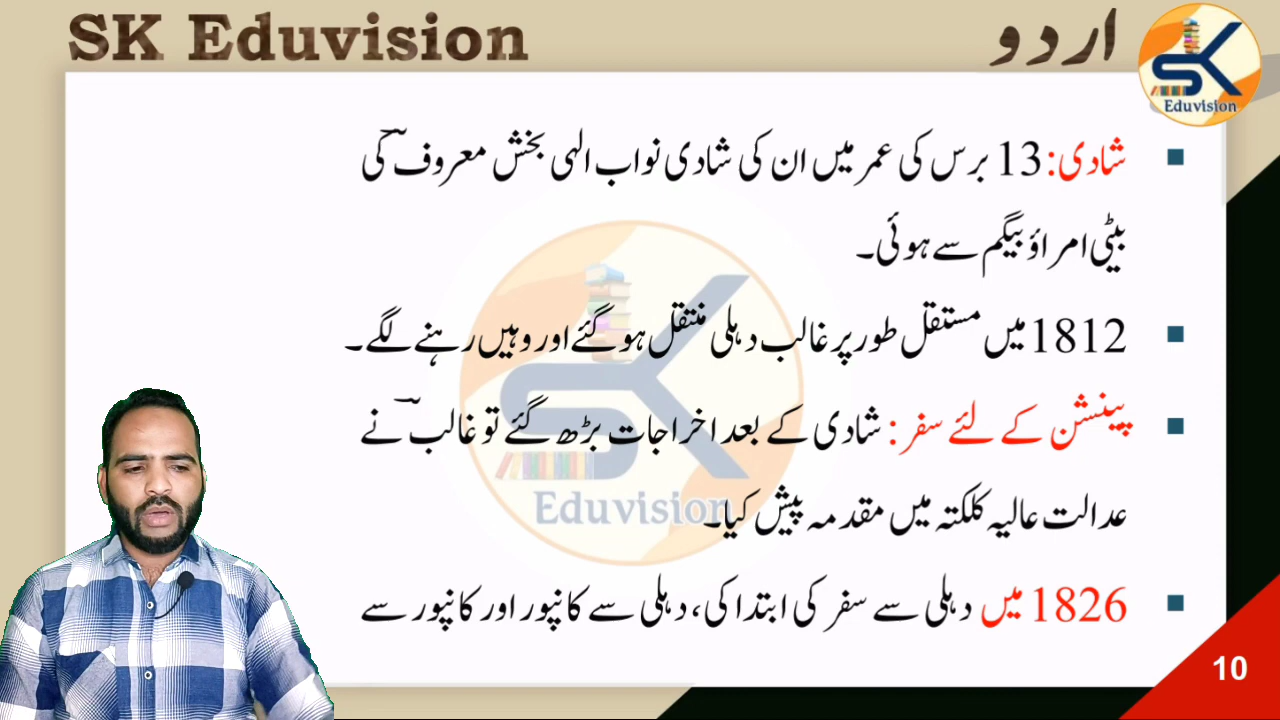 SK Eduvision
اردو
SK
Eduvision
شادی: 13 برس کی عمر میں ان کی شادی نواب الہی بخش معروفؔ کی
بیٹی امراؤ بیگم سے ہوئی۔
1812 میں مستقل طور پر غالب دہلی منتقل ہو گئے اور وہیں رہنے لگے۔
پینشن کے لئے سفر: شادی کے بعد اخراجات بڑھ گئے تو غالبؔ نے
عدالت عالیہ کلکتہ میں مقدمہ پیش کیا۔
1826 میں دہلی سے سفر کی ابتدا کی، دہلی سے کانپور اور کانپور سے
SK
Eduvision
10